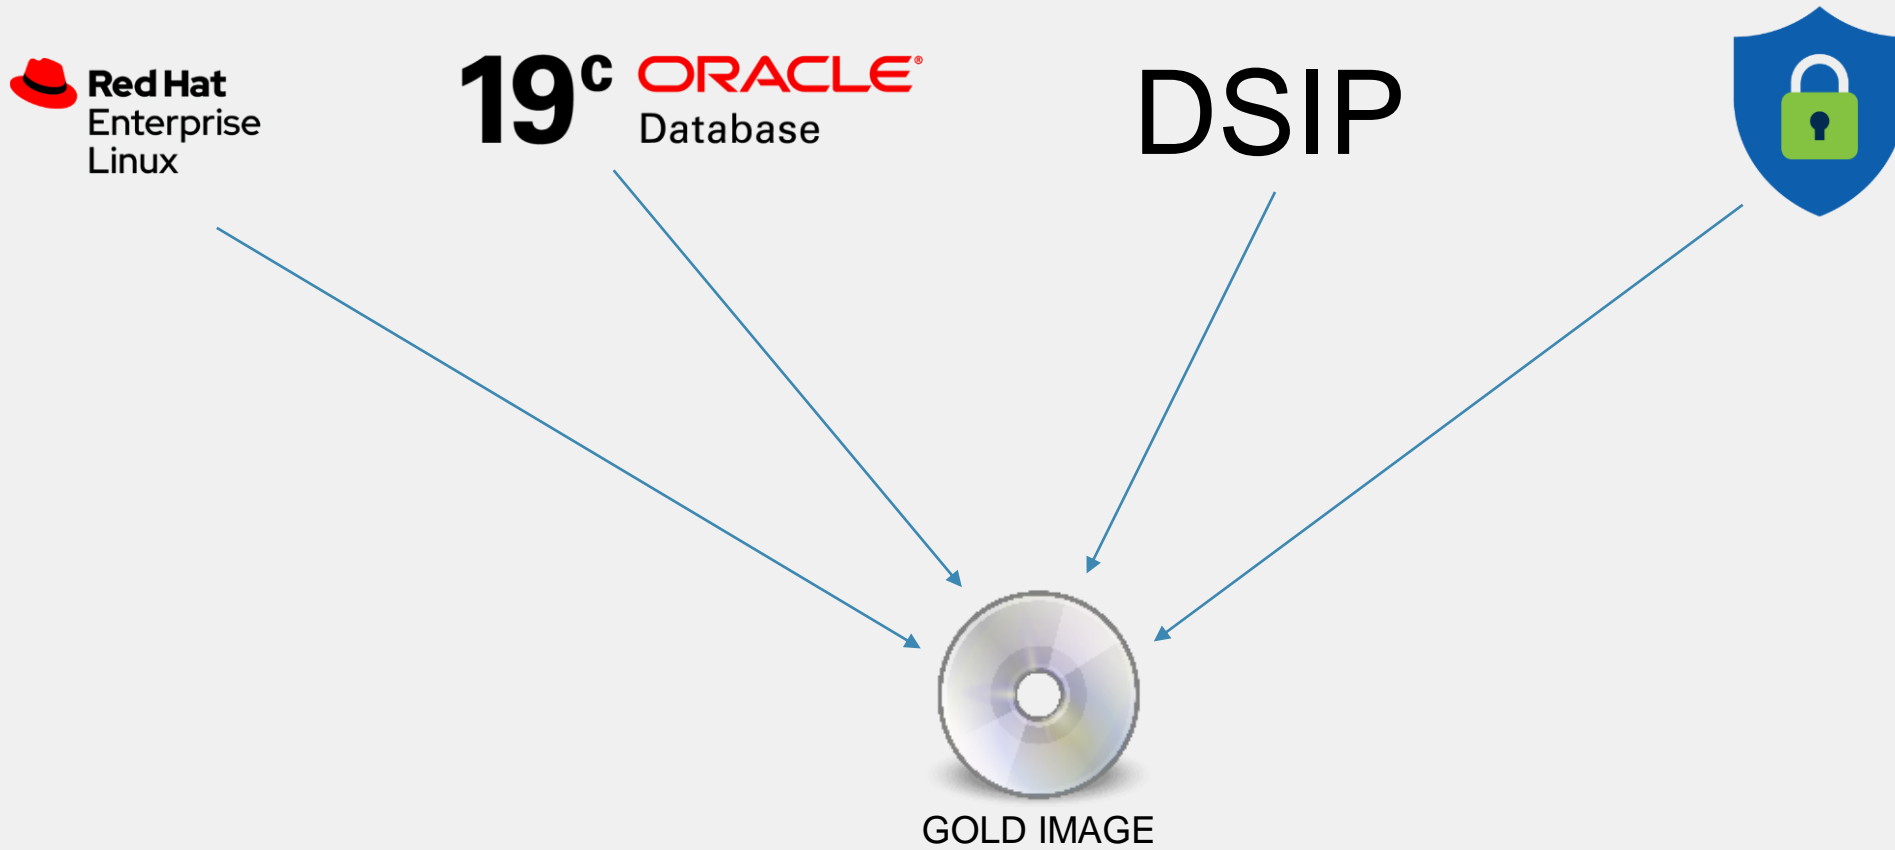 Red Hat
Enterprise
Linux
19c ORACLE®
Database
DSIP
GOLD IMAGE